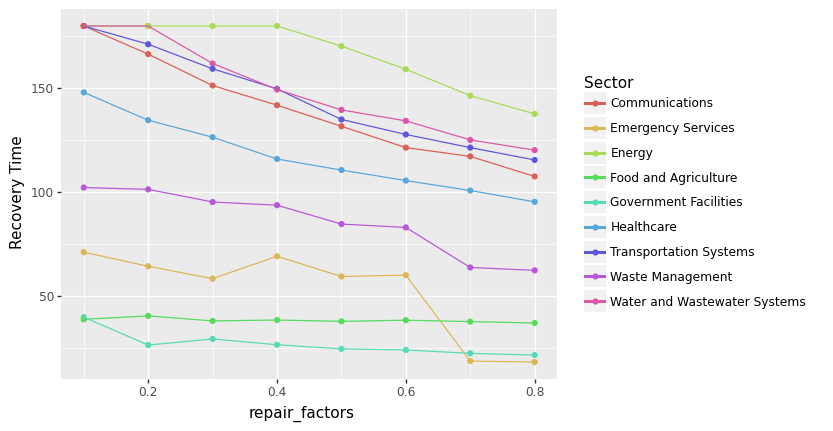 150
100
50
Recovery Time
0.2
0.4
0.6
0.8
repair_factors
Sector
Communications
Emergency Services
Energy
Food and Agriculture
Government Facilities
Healthcare
Transportation Systems
Waste Management
Water and Wastewater Systems